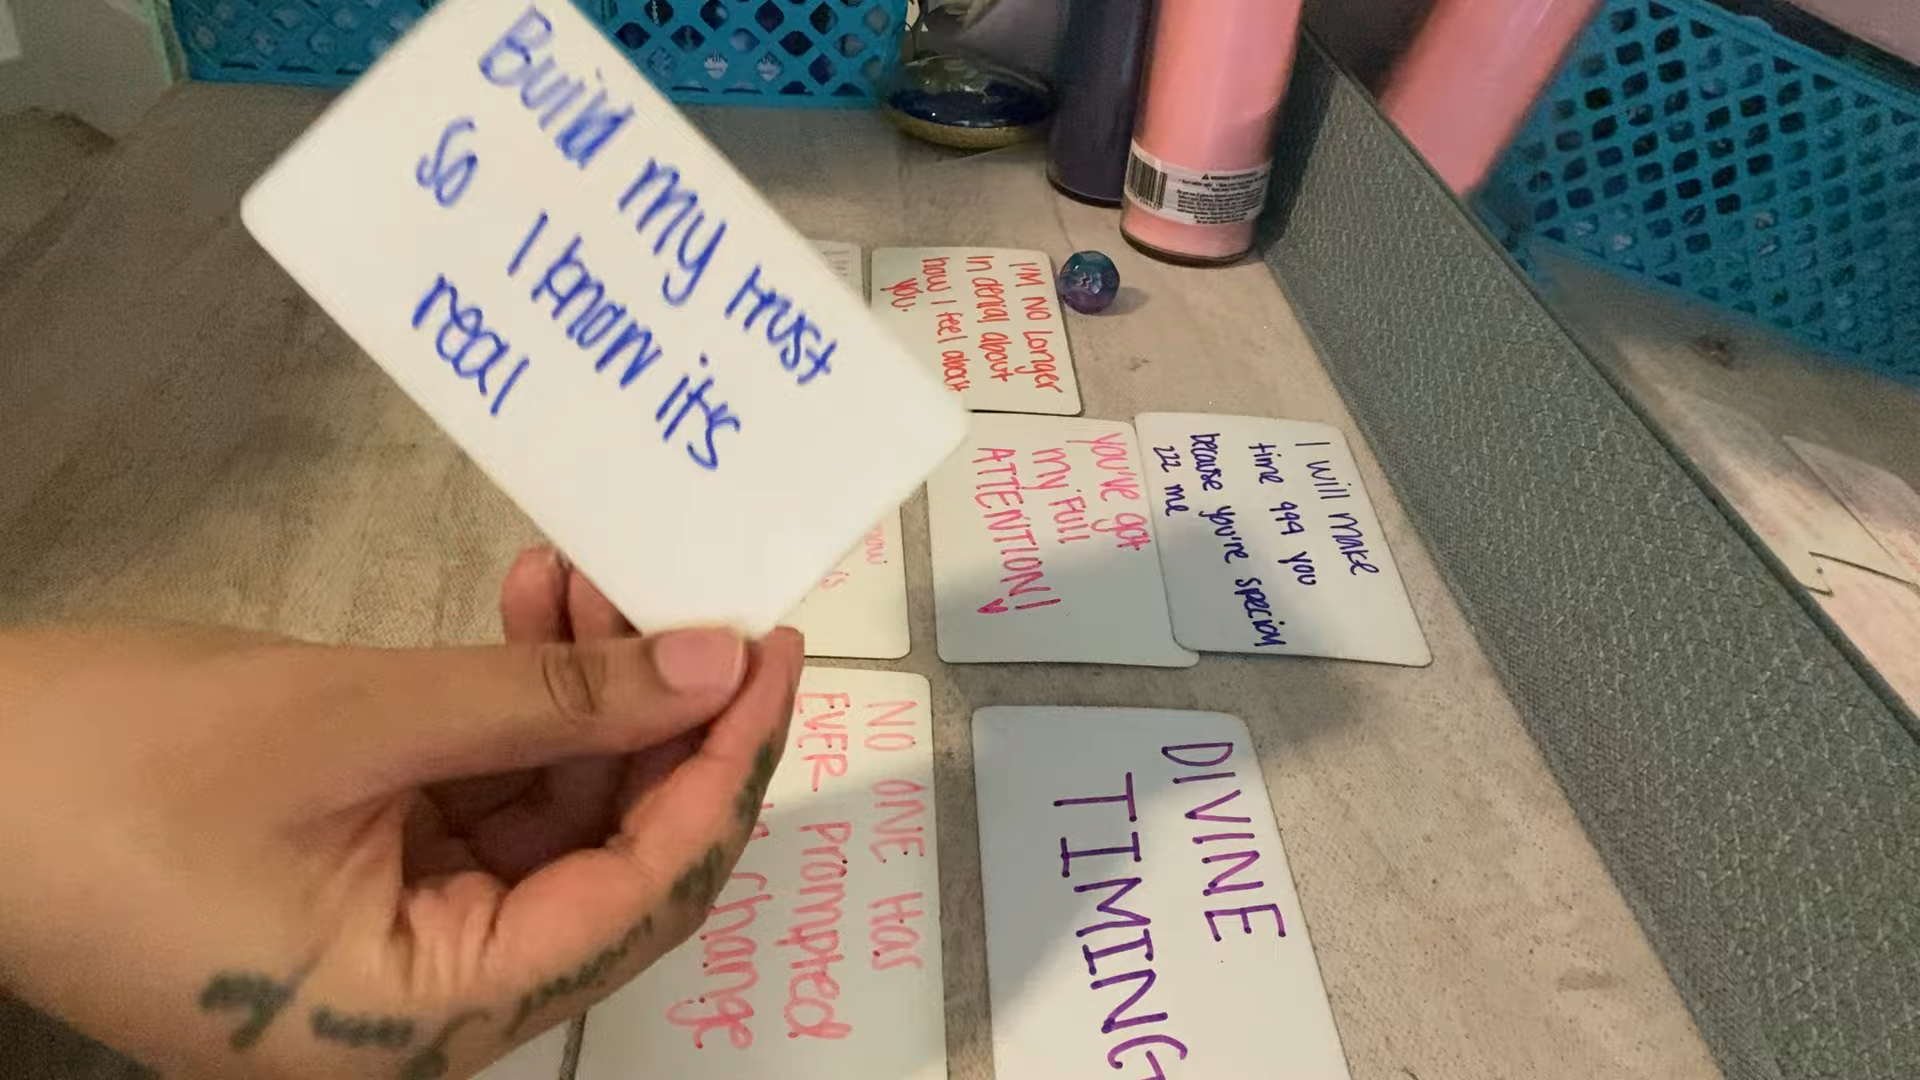 Build my trust
so I know it's
real
I'M NO LONGER
In denial about
how I feel about
you.
you've got
my Full
ATTENTION!
I will make
time 444 you
because you're special
222 me
NO ONE Has
EVER Prompted
change
DIVINE
TIMING